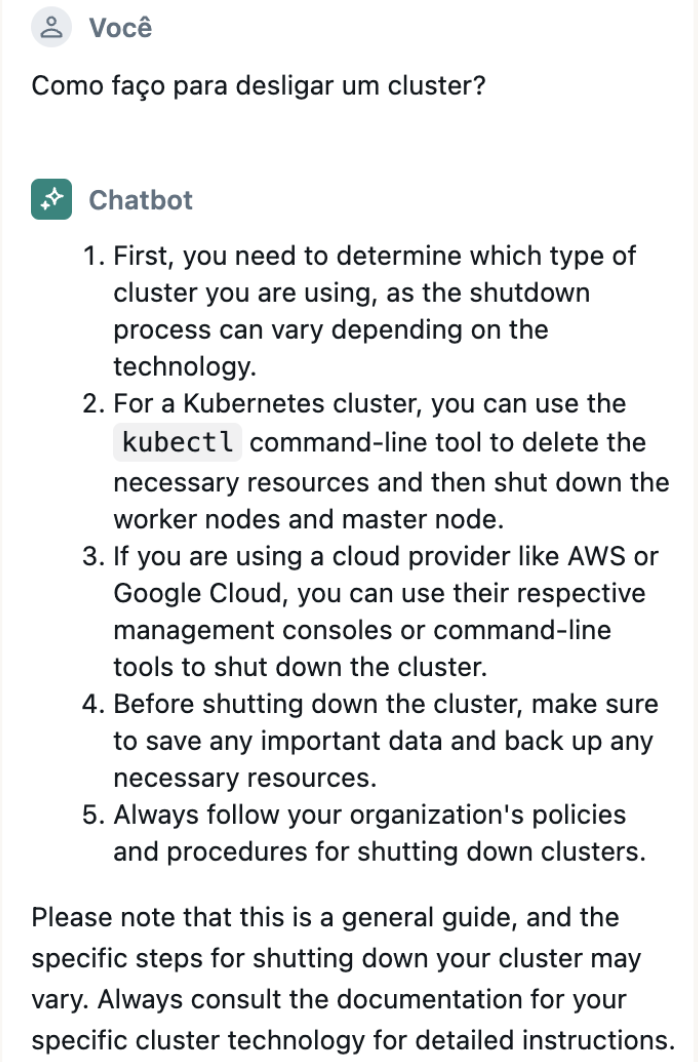 Você
Como faço para desligar um cluster?
Chatbot
1. First, you need to determine which type of
cluster you are using, as the shutdown
process can vary depending on the
technology.
2. For a Kubernetes cluster, you can use the
kubectl command-line tool to delete the
necessary resources and then shut down the
worker nodes and master node.
3. If you are using a cloud provider like AWS or
Google Cloud, you can use their respective
management consoles or command-line
tools to shut down the cluster.
4. Before shutting down the cluster, make sure
to save any important data and back up any
necessary resources.
5. Always follow your organization's policies
and procedures for shutting down clusters.
Please note that this is a general guide, and the
specific steps for shutting down your cluster may
vary. Always consult the documentation for your
specific cluster technology for detailed instructions.